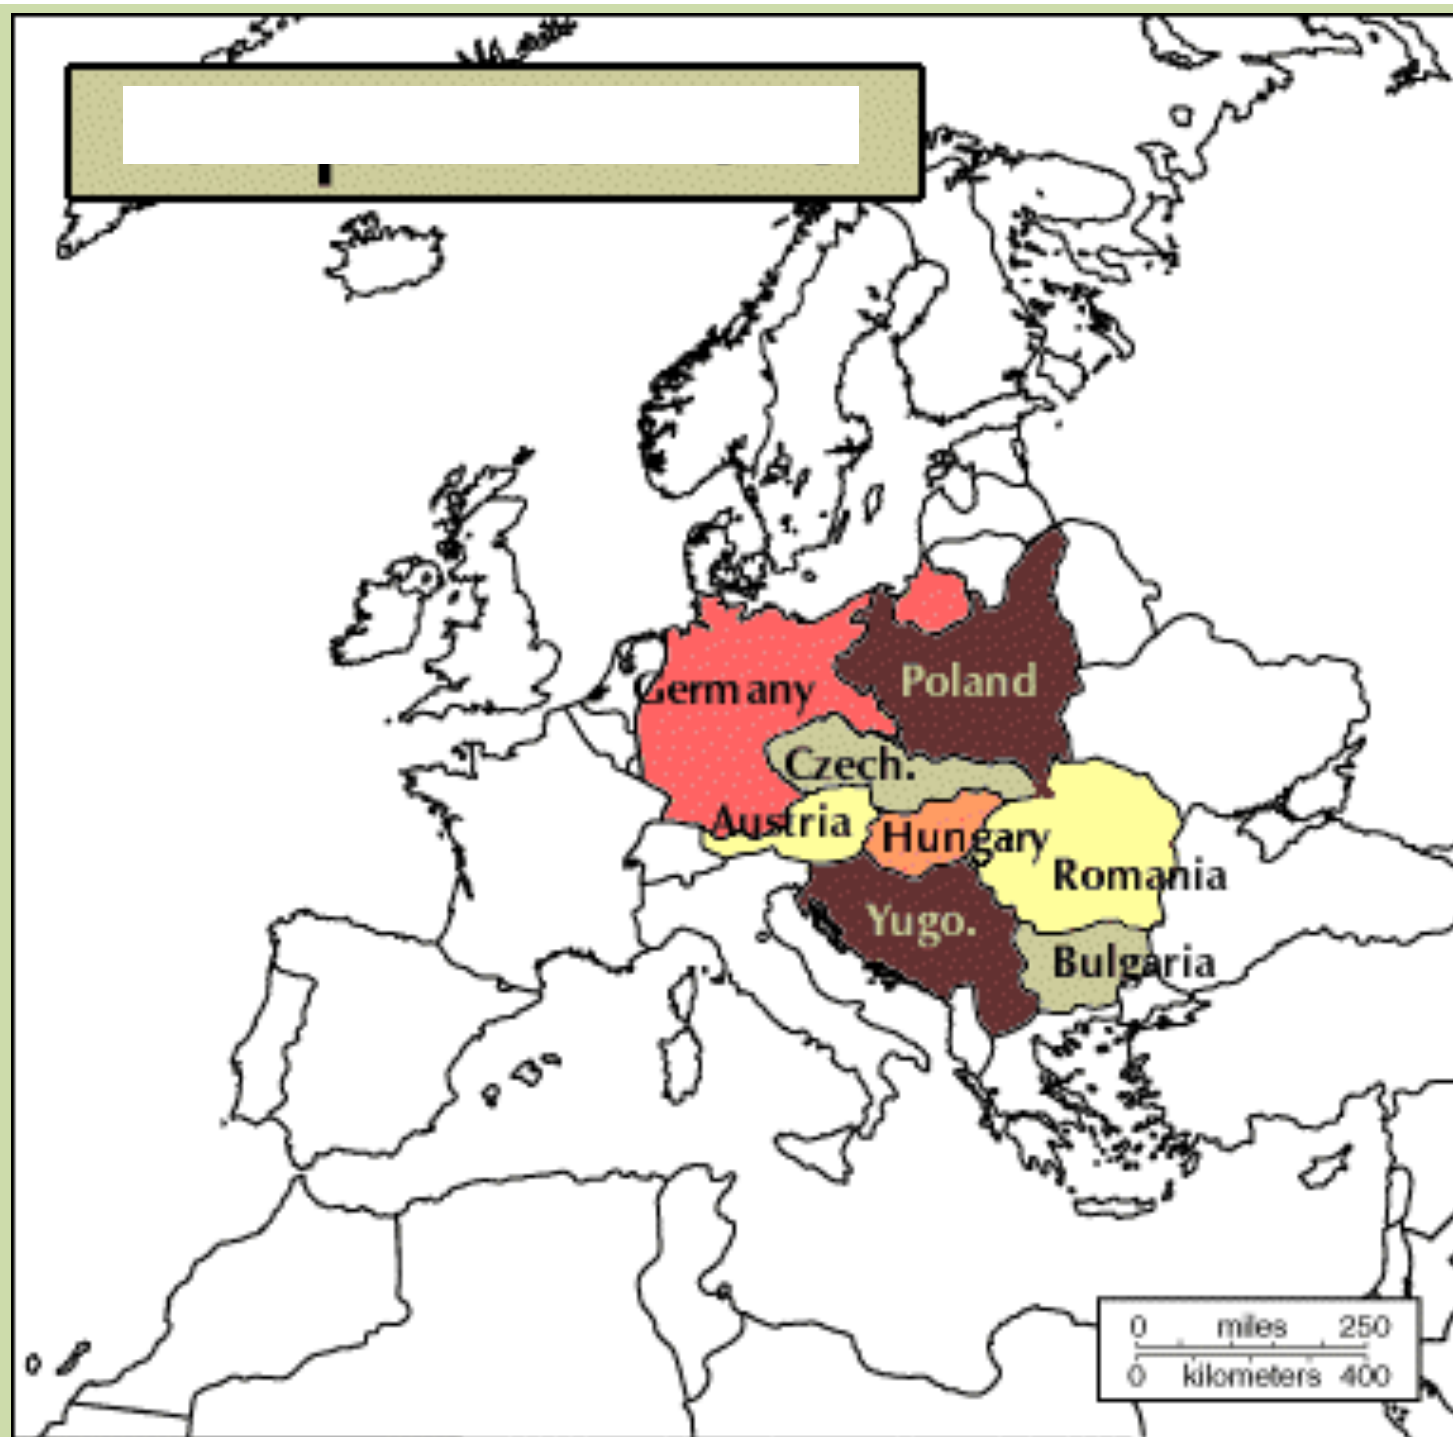 Germany
Poland
Czech.
Austria
Hungary
Romania
Yugo.
Bulgaria
0 miles 250
0 kilometers 400